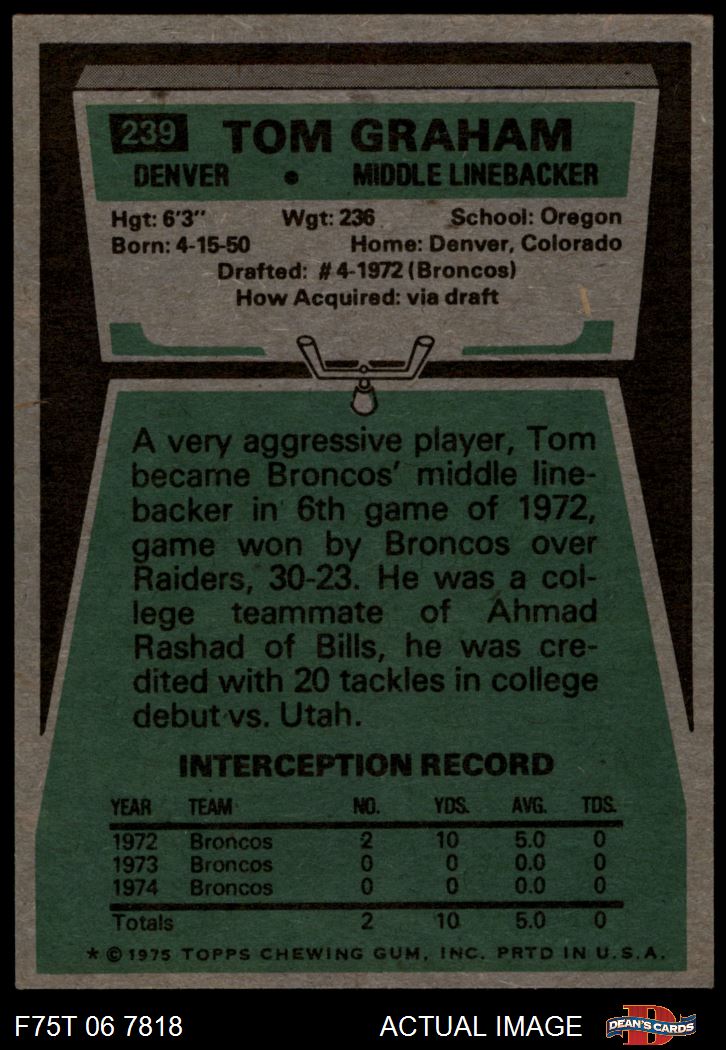 239 TOM GRAHAM
DENVER • MIDDLE LINEBACKER
Hgt: 6'3" Wgt: 236 School: Oregon
Born: 4-15-50 Home: Denver, Colorado
Drafted: #4-1972 (Broncos)
How Acquired: via draft
A very aggressive player, Tom
became Broncos' middle line-
backer in 6th game of 1972,
game won by Broncos over
Raiders, 30-23. He was a col-
lege teammate of Ahmad
Rashad of Bills, he was cre-
dited with 20 tackles in college
debut vs. Utah.
INTERCEPTION RECORD
YEAR TEAM NO. YDS. AVG. TDS.
1972 Broncos 2 10 5.0 0
1973 Broncos 0 0 0.0 0
1974 Broncos 0 0 0.0 0
Totals 2 10 5.0 0
* © 1975 TOPPS CHEWING GUM, INC. PRTD IN U.S.A.
F75T 06 7818 ACTUAL IMAGE DEAN'S CARDS